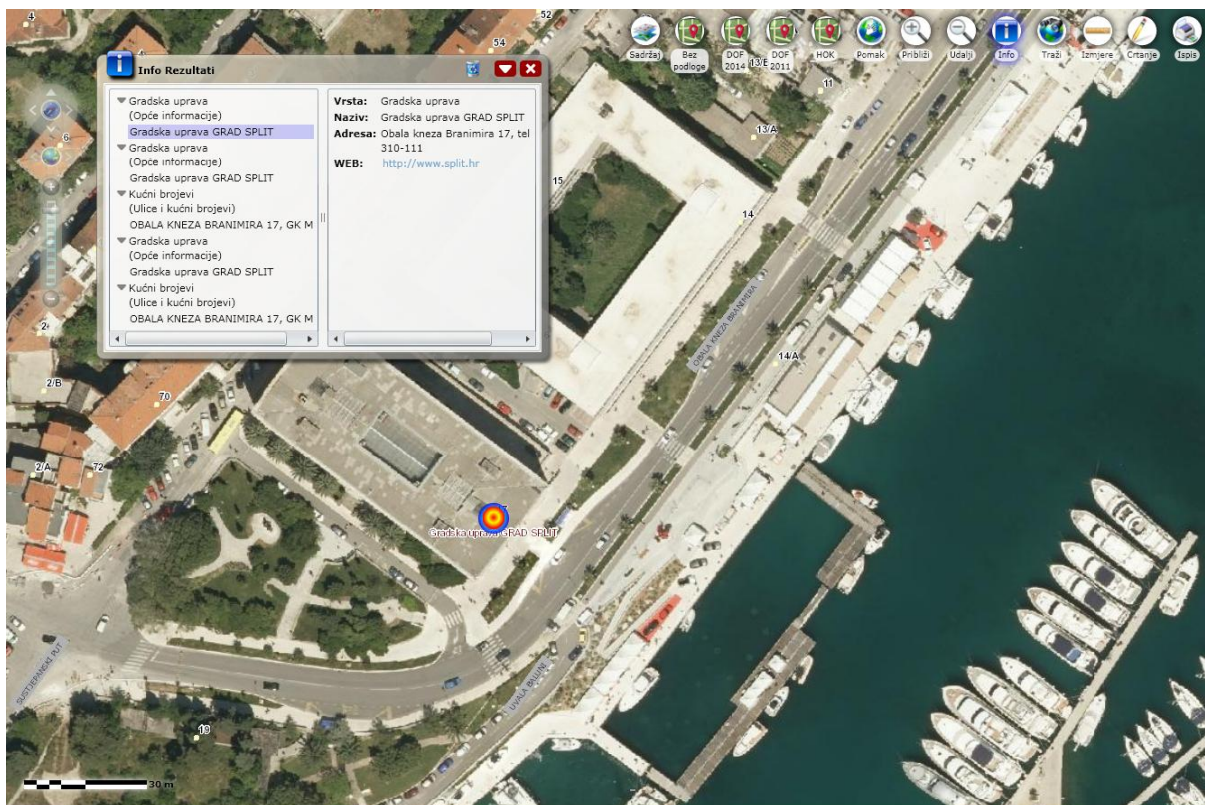 52
4
54
Sadržaj
Bez podloge
DOF 2014
DOF 2011
HOK
Pomak
Približi
Udalji
Info
Traži
Izmjere
Crtanje
Ispis
13/E
11
Info Rezultati
Gradska uprava
(Opće informacije)
Gradska uprava GRAD SPLIT
Gradska uprava
(Opće informacije)
Gradska uprava GRAD SPLIT
Kućni brojevi
(Ulice i kućni brojevi)
OBALA KNEZA BRANIMIRA 17, GK M
Gradska uprava
(Opće informacije)
Gradska uprava GRAD SPLIT
Kućni brojevi
(Ulice i kućni brojevi)
OBALA KNEZA BRANIMIRA 17, GK M
Vrsta: Gradska uprava
Naziv: Gradska uprava GRAD SPLIT
Adresa: Obala kneza Branimira 17, tel
310-111
WEB: http://www.split.hr
6
13/A
15
14
OBALA KNEZA BRANIMIRA
14/A
2/B
70
2/A
72
Gradska uprava GRAD SPLIT
SUSTJEPANSKI PUT
UVALA BALUNI
19
30 m